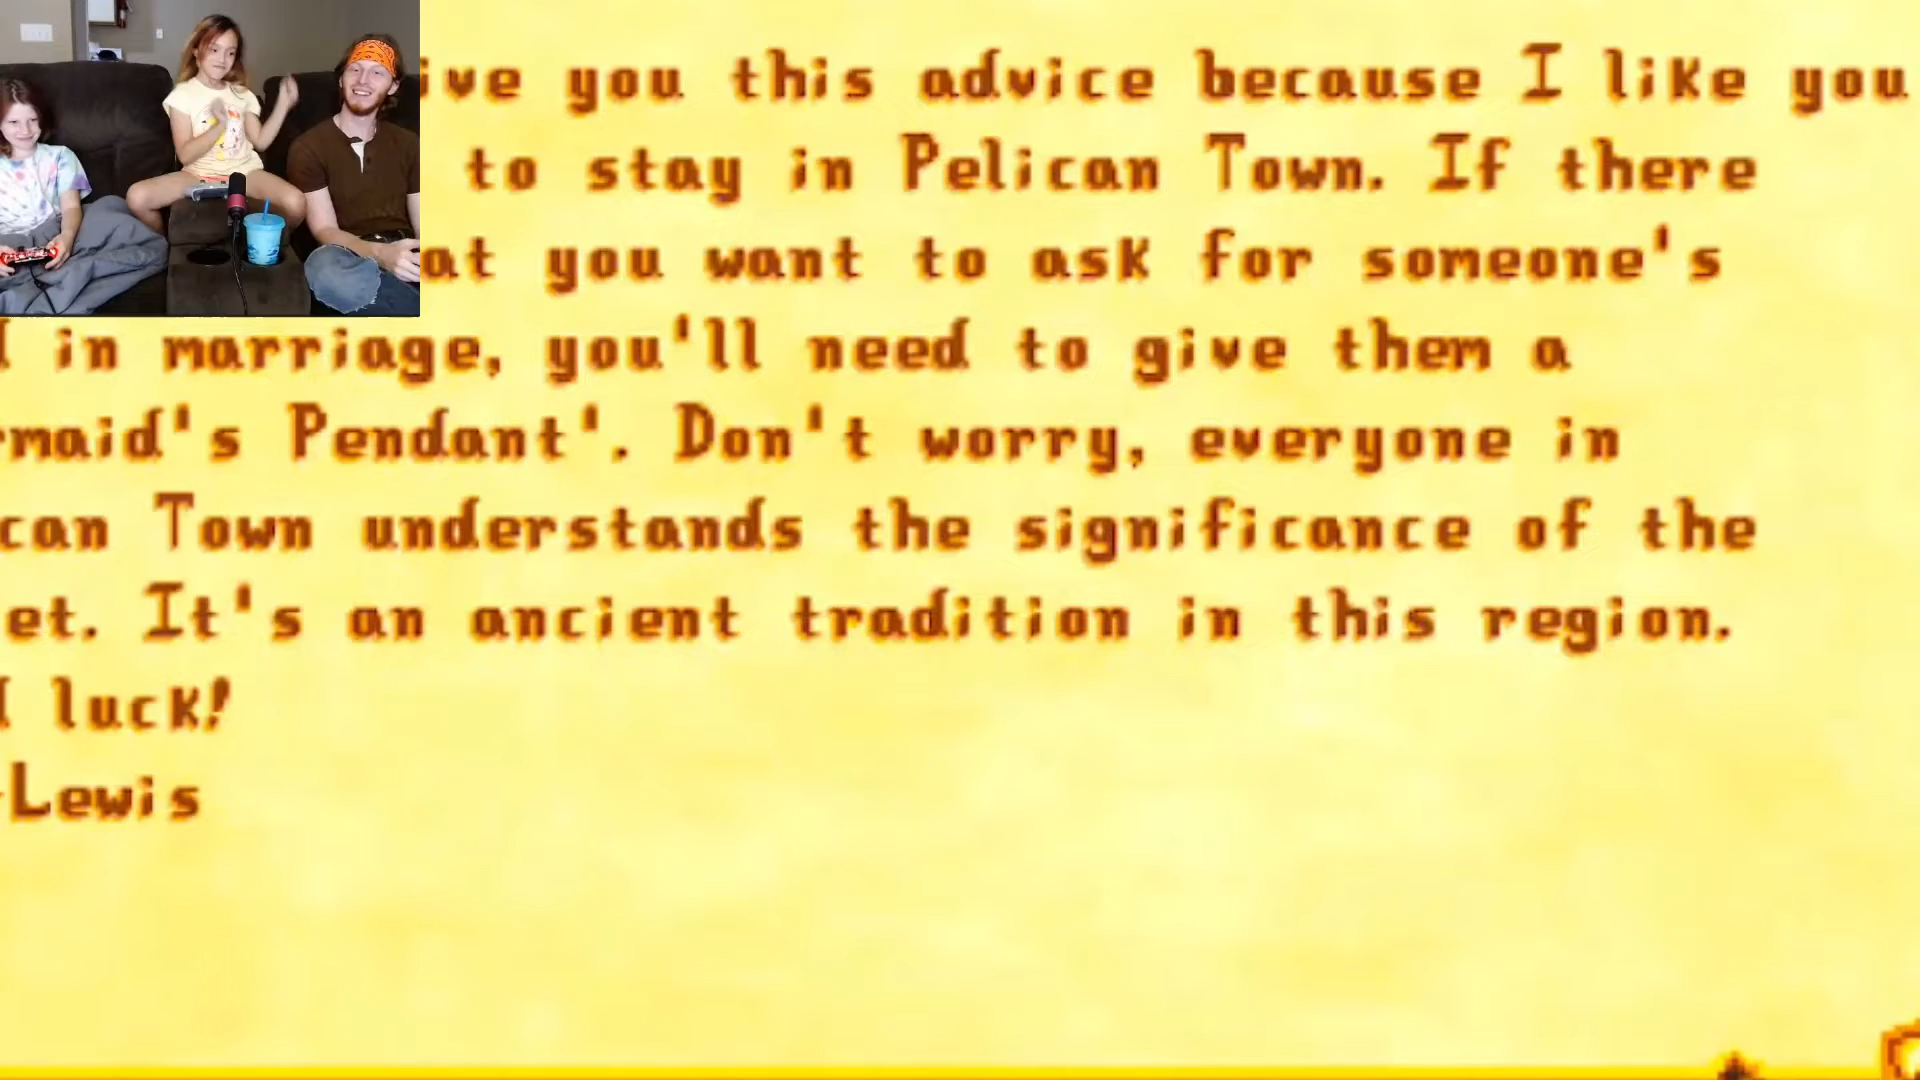 ive you this advice because I like you
to stay in Pelican Town. If there
at you want to ask for someone's
in marriage, you'll need to give them a
rmaid's Pendant'. Don't worry, everyone in
can Town understands the significance of the
et. It's an ancient tradition in this region.
luck!
-Lewis